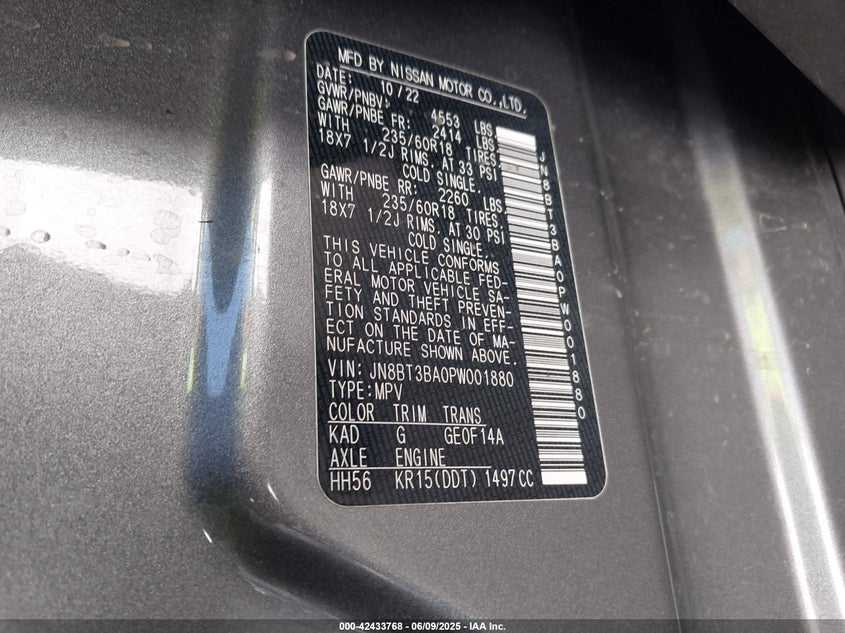 MFD BY NISSAN MOTOR CO.,LTD.
DATE: 10/22
GVWR/PNBV: 4553 LBS.
GAWR/PNBE FR: 2414 LBS.
WITH 235/60R18 TIRES,
18X7 1/2J RIMS, AT 33 PSI
COLD SINGLE.
GAWR/PNBE RR: 2260 LBS.
WITH 235/60R18 TIRES,
18X7 1/2J RIMS, AT 30 PSI
COLD SINGLE.
THIS VEHICLE CONFORMS
TO ALL APPLICABLE FED-
ERAL MOTOR VEHICLE SA-
FETY AND THEFT PREVEN-
TION STANDARDS IN EFF-
ECT ON THE DATE OF MA-
NUFACTURE SHOWN ABOVE.
VIN: JN8BT3BA0PW001880
TYPE:MPV
COLOR TRIM TRANS
KAD G GE0F14A
AXLE ENGINE
HH56 KR15(DDT) 1497CC
JN8BT3BA0PW001880
000-42433768 - 06/09/2025 - IAA Inc.